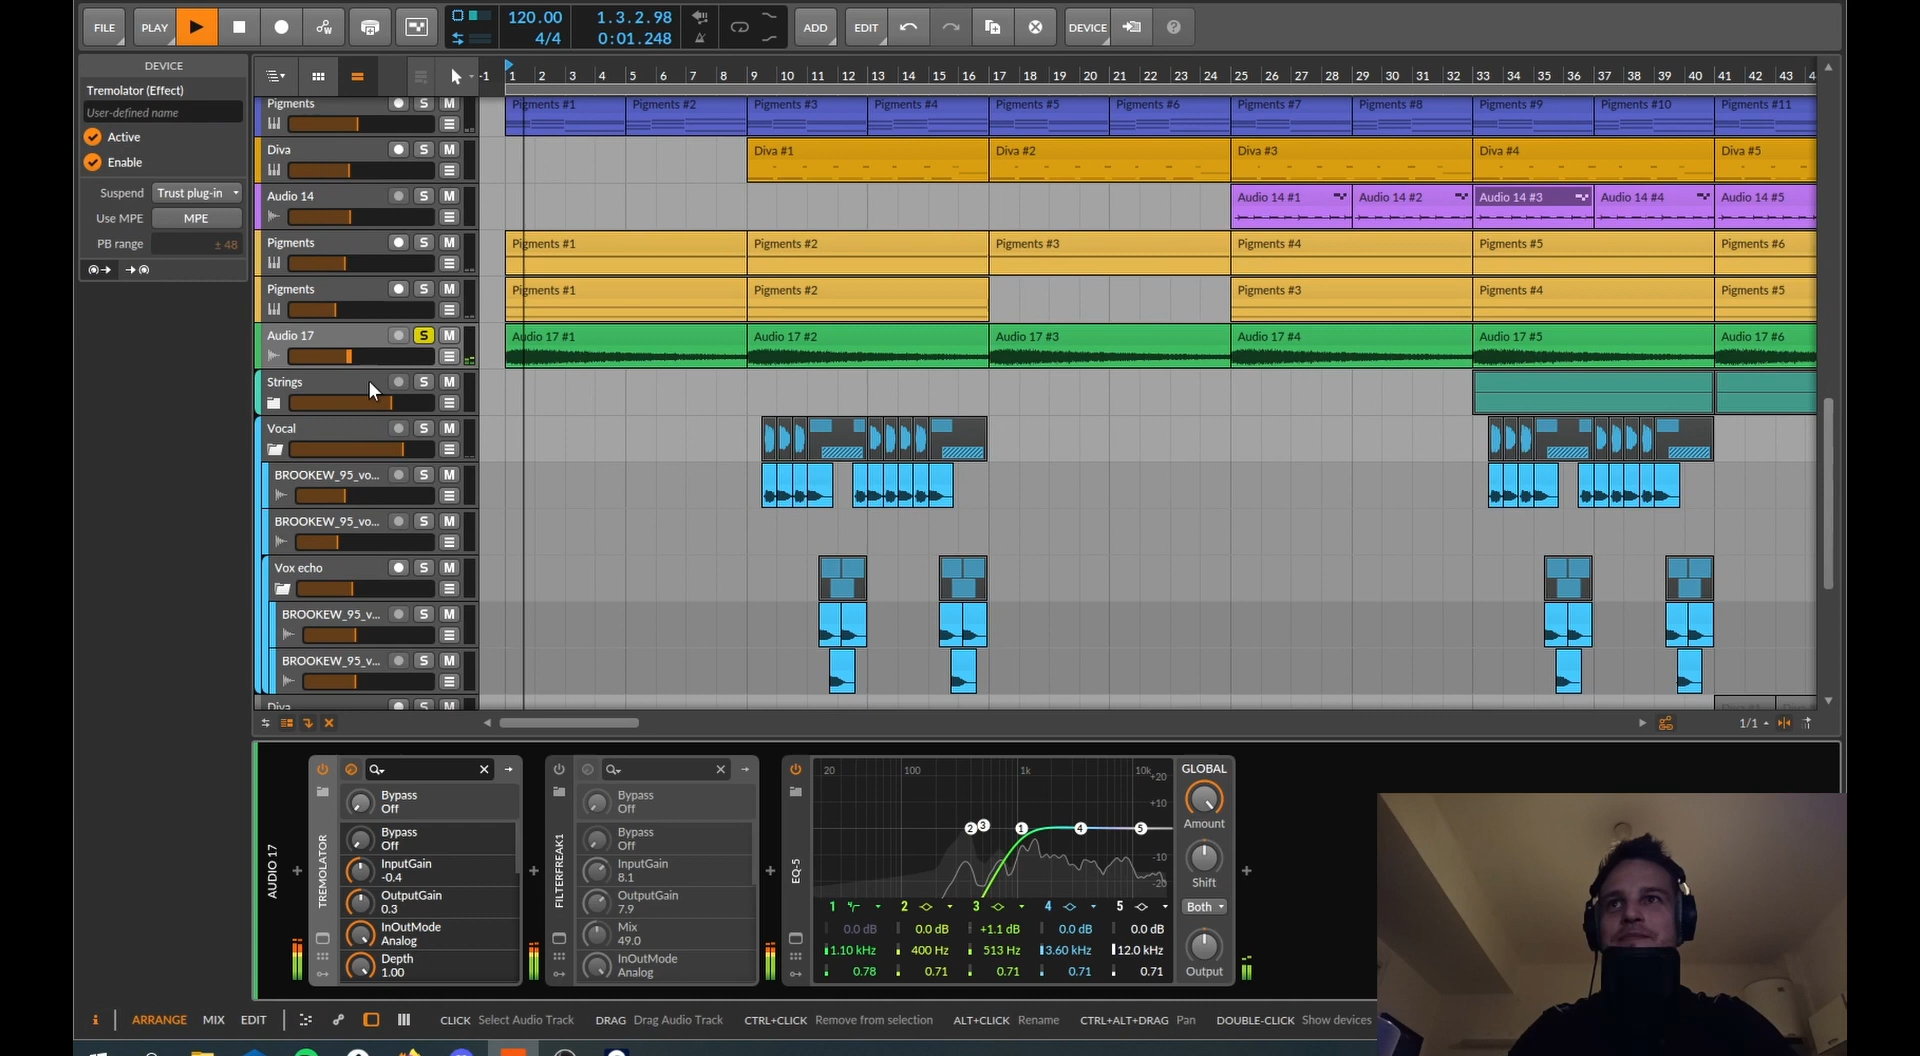 FILE
PLAY
120.00
4/4
1.3.2.98
0:01.248
ADD
EDIT
DEVICE
DEVICE
Tremolator (Effect)
User-defined name
Active
Enable
Suspend Trust plug-in
Use MPE MPE
PB range ± 48
-1 1 2 3 4 5 6 7 8 9 10 11 12 13 14 15 16 17 18 19 20 21 22 23 24 25 26 27 28 29 30 31 32 33 34 35 36 37 38 39 40 41 42 43 4
Pigments S M Pigments #1 Pigments #2 Pigments #3 Pigments #4 Pigments #5 Pigments #6 Pigments #7 Pigments #8 Pigments #9 Pigments #10 Pigments #11
Diva S M Diva #1 Diva #2 Diva #3 Diva #4 Diva #5
Audio 14 S M Audio 14 #1 Audio 14 #2 Audio 14 #3 Audio 14 #4 Audio 14 #5
Pigments S M Pigments #1 Pigments #2 Pigments #3 Pigments #4 Pigments #5 Pigments #6
Pigments S M Pigments #1 Pigments #2 Pigments #3 Pigments #4 Pigments #5
Audio 17 S M Audio 17 #1 Audio 17 #2 Audio 17 #3 Audio 17 #4 Audio 17 #5 Audio 17 #6
Strings S M
Vocal S M
BROOKEW_95_vo... S M
BROOKEW_95_vo... S M
Vox echo S M
BROOKEW_95_v... S M
BROOKEW_95_v... S M
Diva S M
1/1
AUDIO 17
TREMOLATOR
Bypass
Off
Bypass
Off
InputGain
-0.4
OutputGain
0.3
InOutMode
Analog
Depth
1.00
FILTERFREAK1
Bypass
Off
Bypass
Off
InputGain
8.1
OutputGain
7.9
Mix
49.0
InOutMode
Analog
EQ-5
20 100 1k 10k
+20
+10
-10
-20
2 3 1 4 5
1 2 3 4 5
0.0 dB 0.0 dB +1.1 dB 0.0 dB 0.0 dB
1.10 kHz 400 Hz 513 Hz 3.60 kHz 12.0 kHz
0.78 0.71 0.71 0.71 0.71
GLOBAL
Amount
Shift
Both
Output
i ARRANGE MIX EDIT CLICK Select Audio Track DRAG Drag Audio Track CTRL+CLICK Remove from selection ALT+CLICK Rename CTRL+ALT+DRAG Pan DOUBLE-CLICK Show devices